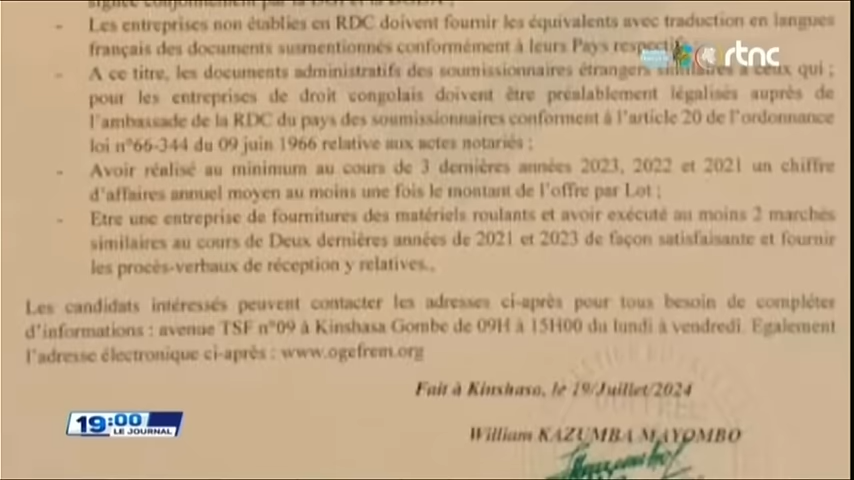 signée conformément par la DGI et la DGDA ;
- Les entreprises non établies en RDC doivent fournir les équivalents avec traduction en langues
français des documents susmentionnés conformément à leurs Pays respectif
rtnc
- A ce titre, les documents administratifs des soumissionnaires étrangers similaires à ceux qui ;
pour les entreprises de droit congolais doivent être préalablement légalisés auprès de
l'ambassade de la RDC du pays des soumissionnaires conforment à l'article 20 de l'ordonnance
loi n°66-344 du 09 juin 1966 relative aux actes notariés ;
- Avoir réalisé au minimum au cours de 3 dernières années 2023, 2022 et 2021 un chiffre
d'affaires annuel moyen au moins une fois le montant de l'offre par Lot ;
- Etre une entreprise de fournitures des matériels roulants et avoir exécuté au moins 2 marchés
similaires au cours de Deux dernières années de 2021 et 2023 de façon satisfaisante et fournir
les procès-verbaux de réception y relatives.,
Les candidats intéressés peuvent contacter les adresses ci-après pour tous besoin de compléter
d'informations : avenue TSF n°09 à Kinshasa Gombe de 09H à 15H00 du lundi à vendredi. Egalement
l'adresse électronique ci-après : www.ogefrem.org
Fait à Kinshasa, le 19/Juillet/2024
19:00
LE JOURNAL
William KAZUMBA MAYOMBO